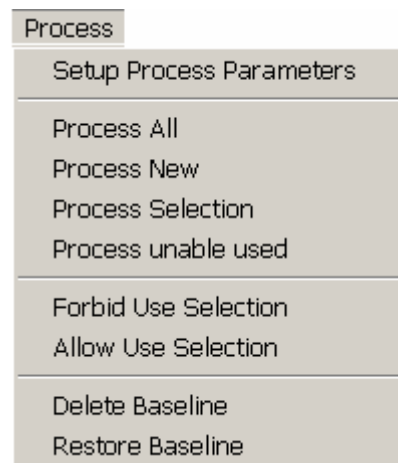 Process
Setup Process Parameters
Process All
Process New
Process Selection
Process unable used
Forbid Use Selection
Allow Use Selection
Delete Baseline
Restore Baseline